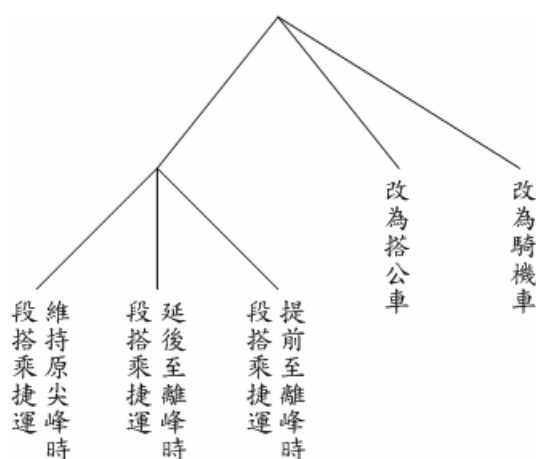 改為搭公車
改為騎機車
維持原尖峰時
段搭乘捷運
延後至離峰時
段搭乘捷運
提前至離峰時
段搭乘捷運